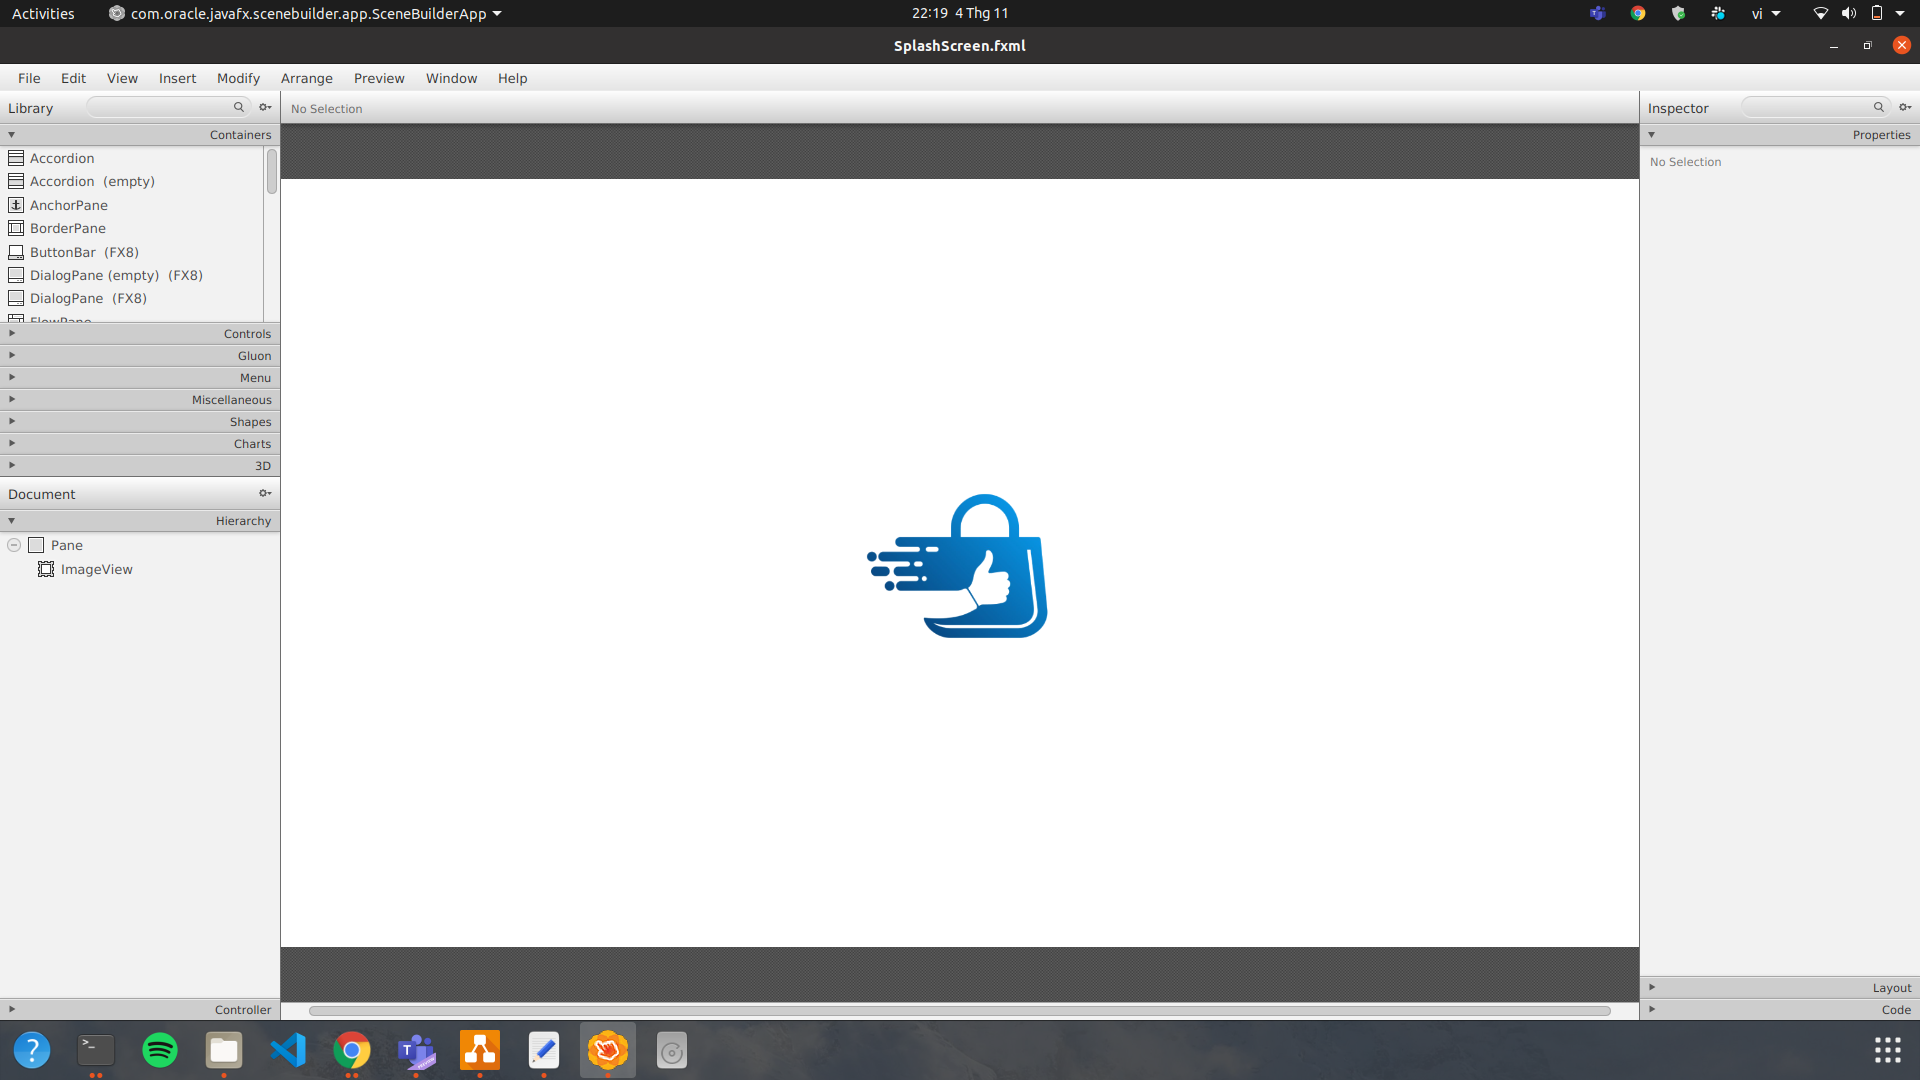 Activities com.oracle.javafx.scenebuilder.app.SceneBuilderApp 22:19 4 Thg 11 vi
SplashScreen.fxml
File Edit View Insert Modify Arrange Preview Window Help
Library
No Selection
Inspector
Containers
Properties
Accordion
No Selection
Accordion (empty)
AnchorPane
BorderPane
ButtonBar (FX8)
DialogPane (empty) (FX8)
DialogPane (FX8)
FlowPane
Controls
Gluon
Menu
Miscellaneous
Shapes
Charts
3D
Document
Hierarchy
Pane
ImageView
Layout
Controller
Code